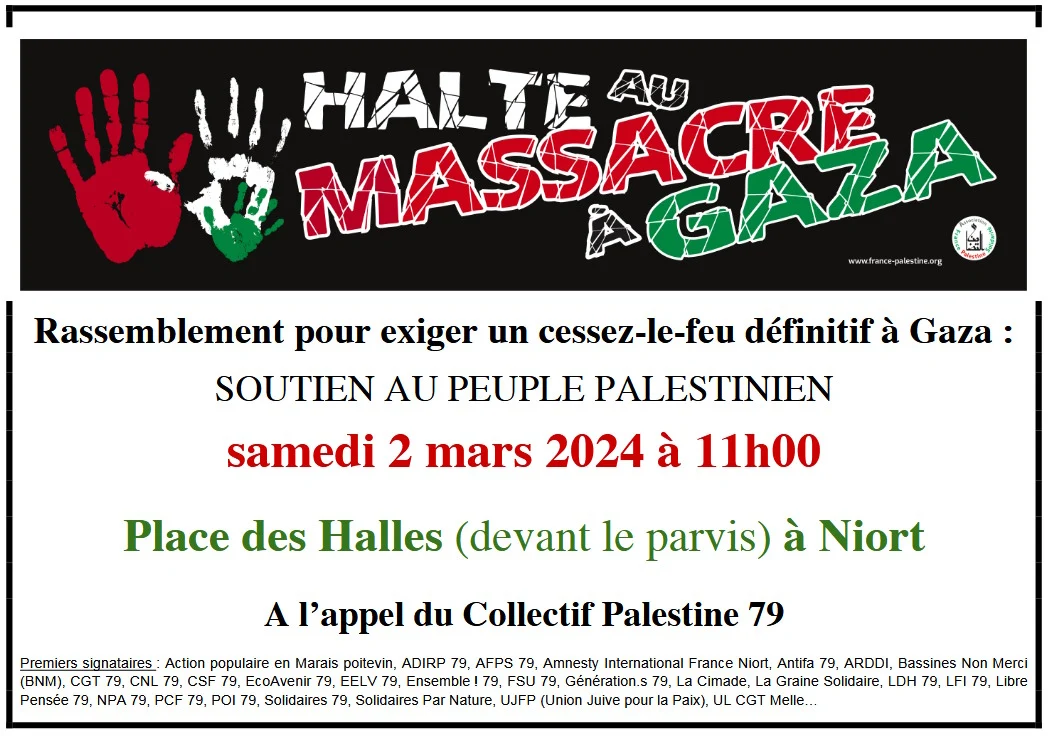 HALTE AU
MASSACRE
À GAZA
www.france-palestine.org
Association France
Palestine Solidarité
Rassemblement pour exiger un cessez-le-feu définitif à Gaza :
SOUTIEN AU PEUPLE PALESTINIEN
samedi 2 mars 2024 à 11h00
Place des Halles (devant le parvis) à Niort
A l’appel du Collectif Palestine 79
Premiers signataires : Action populaire en Marais poitevin, ADIRP 79, AFPS 79, Amnesty International France Niort, Antifa 79, ARDDI, Bassines Non Merci
(BNM), CGT 79, CNL 79, CSF 79, EcoAvenir 79, EELV 79, Ensemble ! 79, FSU 79, Génération.s 79, La Cimade, La Graine Solidaire, LDH 79, LFI 79, Libre
Pensée 79, NPA 79, PCF 79, POI 79, Solidaires 79, Solidaires Par Nature, UJFP (Union Juive pour la Paix), UL CGT Melle…